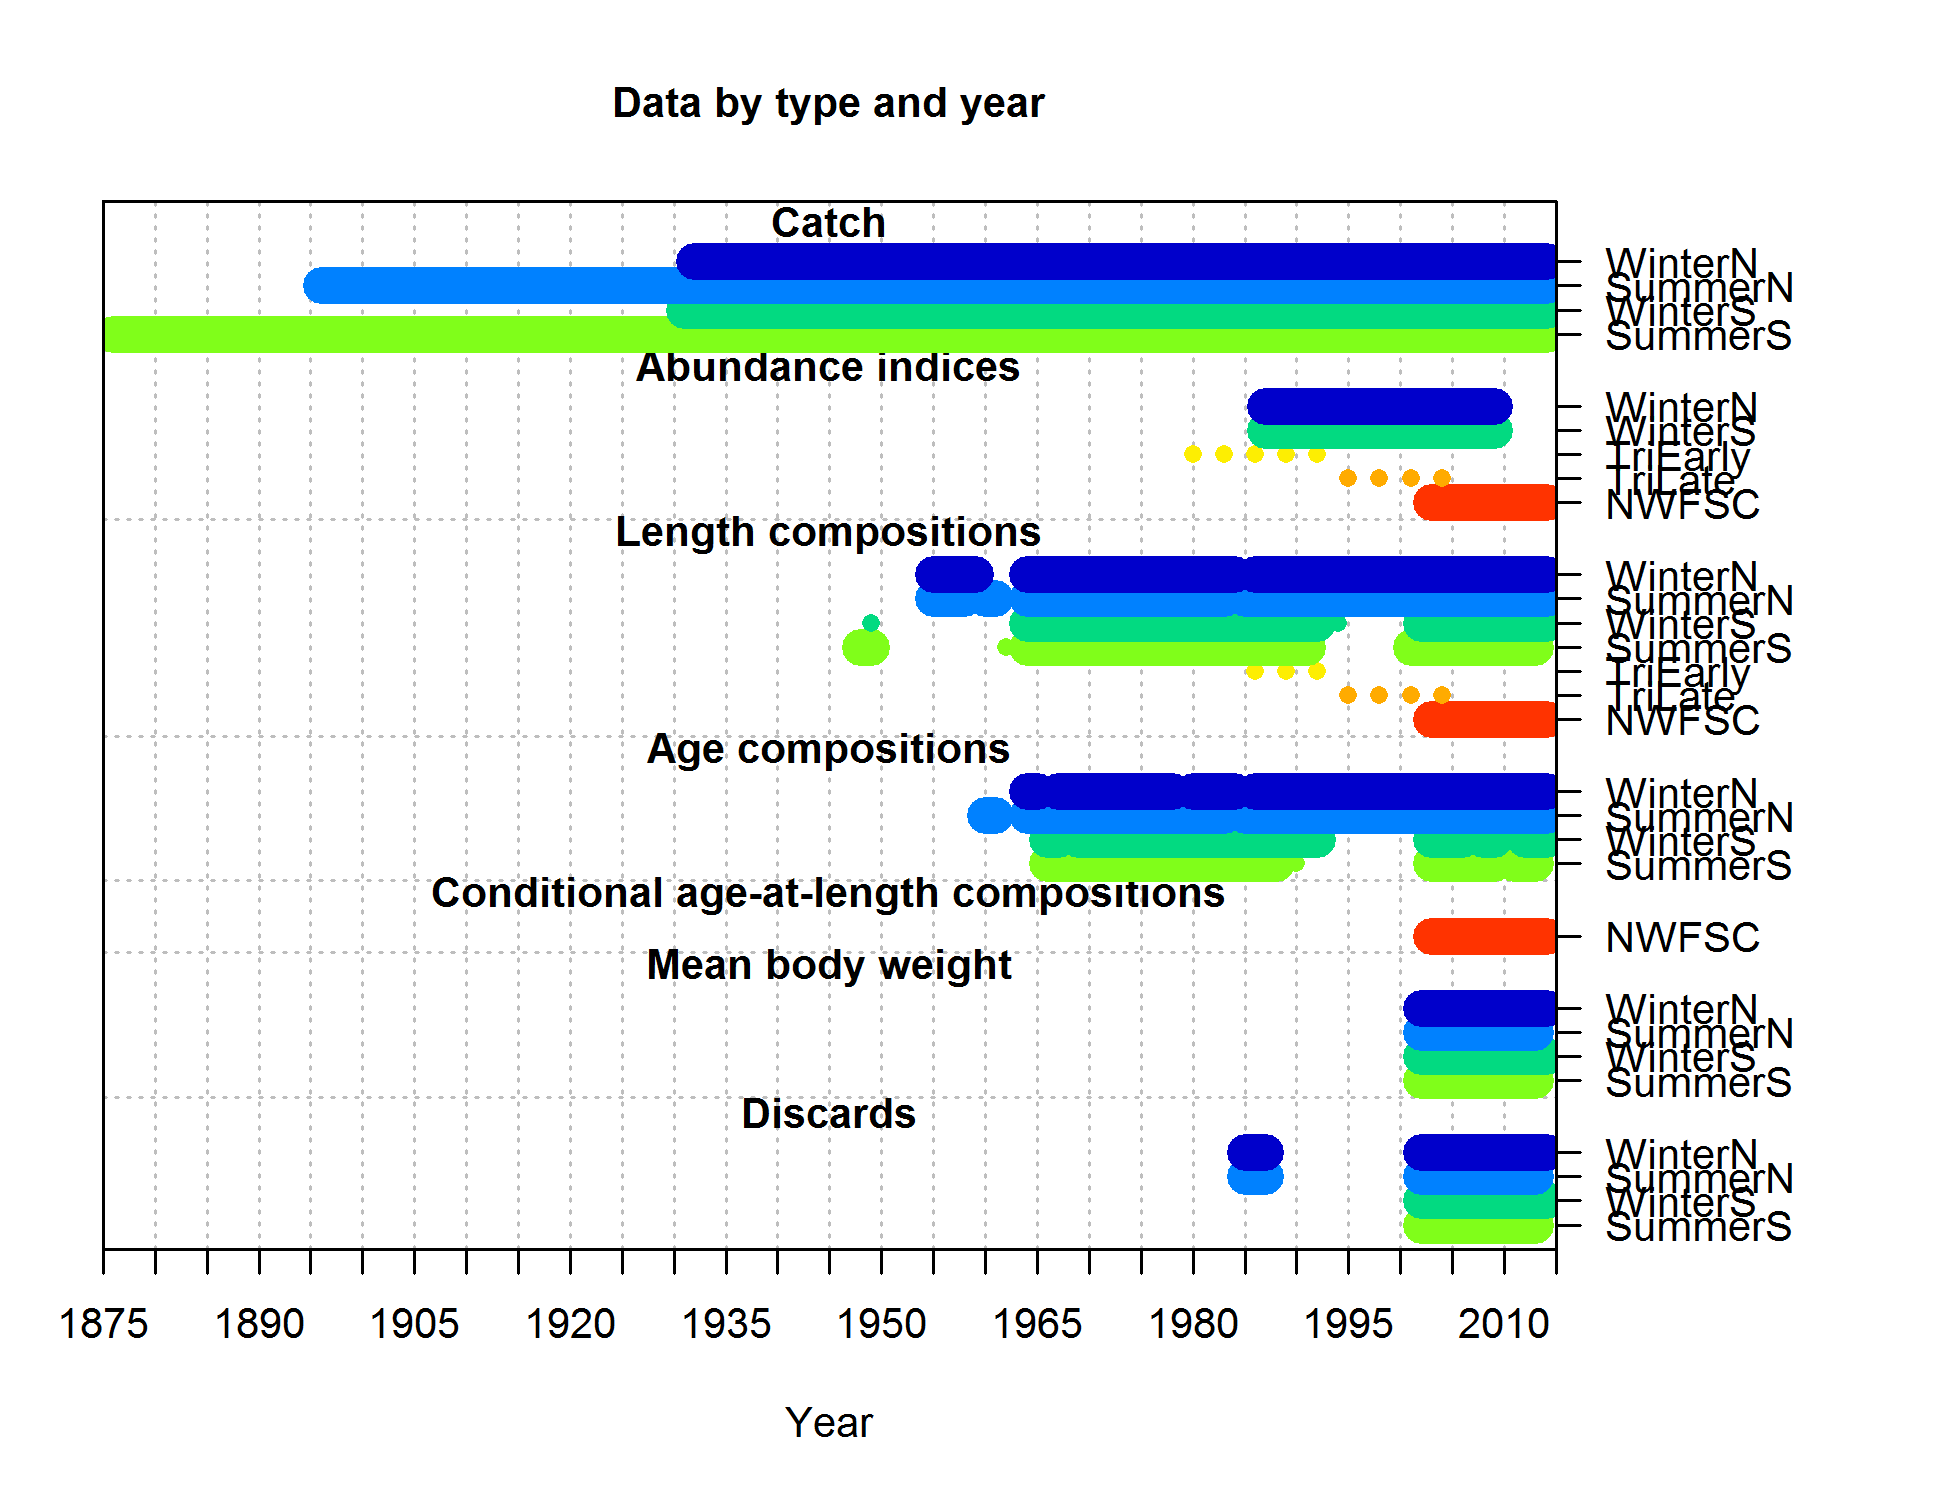 Data by type and year
Catch
WinterN
SummerN
WinterS
SummerS
Abundance indices
WinterN
WinterS
TriEarly
TriLate
NWFSC
Length compositions
WinterN
SummerN
WinterS
SummerS
TriEarly
TriLate
NWFSC
Age compositions
WinterN
SummerN
WinterS
SummerS
Conditional age-at-length compositions
NWFSC
Mean body weight
WinterN
SummerN
WinterS
SummerS
Discards
WinterN
SummerN
WinterS
SummerS
1875 1890 1905 1920 1935 1950 1965 1980 1995 2010
Year